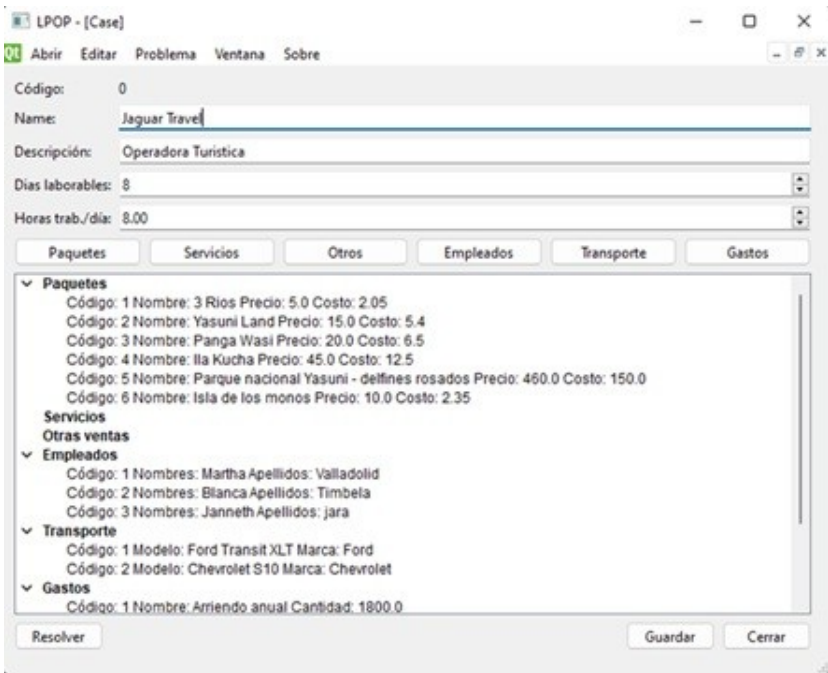 LPOP - [Case]
Abrir Editar Problema Ventana Sobre
Código: 0
Name: Jaguar Travel
Descripción: Operadora Turistica
Dias laborables: 8
Horas trab./día: 8.00
Paquetes Servicios Otros Empleados Transporte Gastos
Paquetes
Código: 1 Nombre: 3 Rios Precio: 5.0 Costo: 2.05
Código: 2 Nombre: Yasuni Land Precio: 15.0 Costo: 5.4
Código: 3 Nombre: Panga Wasi Precio: 20.0 Costo: 6.5
Código: 4 Nombre: Ila Kucha Precio: 45.0 Costo: 12.5
Código: 5 Nombre: Parque nacional Yasuni - delfines rosados Precio: 460.0 Costo: 150.0
Código: 6 Nombre: Isla de los monos Precio: 10.0 Costo: 2.35
Servicios
Otras ventas
Empleados
Código: 1 Nombres: Martha Apellidos: Valladolid
Código: 2 Nombres: Blanca Apellidos: Timbela
Código: 3 Nombres: Janneth Apellidos: jara
Transporte
Código: 1 Modelo: Ford Transit XLT Marca: Ford
Código: 2 Modelo: Chevrolet S10 Marca: Chevrolet
Gastos
Código: 1 Nombre: Arriendo anual Cantidad: 1800.0
Resolver Guardar Cerrar